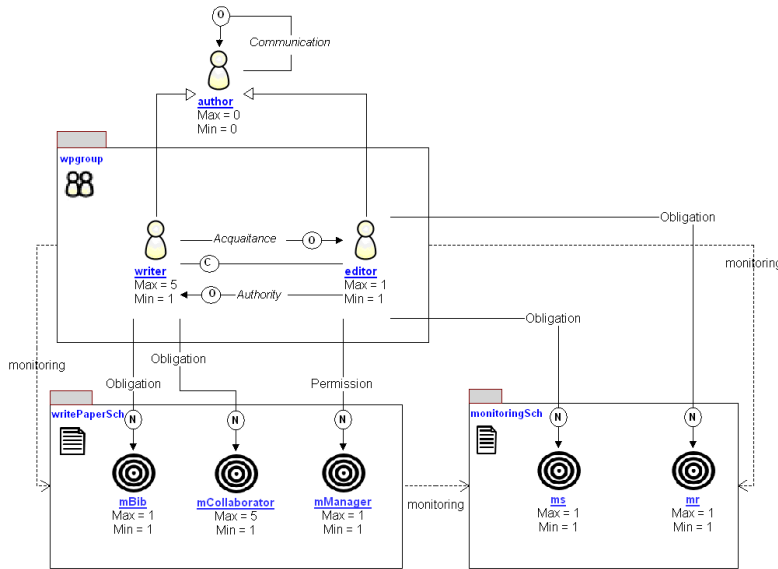 O
Communication
author
Max = 0
Min = 0
wpgroup
Obligation
Acquaitance
O
C
writer
Max = 5
Min = 1
editor
Max = 1
Min = 1
O
Authority
monitoring
Obligation
monitoring
Obligation
Obligation
Permission
writePaperSch
N
N
N
monitoringSch
N
N
mBib
Max = 1
Min = 1
mCollaborator
Max = 5
Min = 1
mManager
Max = 1
Min = 1
monitoring
ms
Max = 1
Min = 1
mr
Max = 1
Min = 1